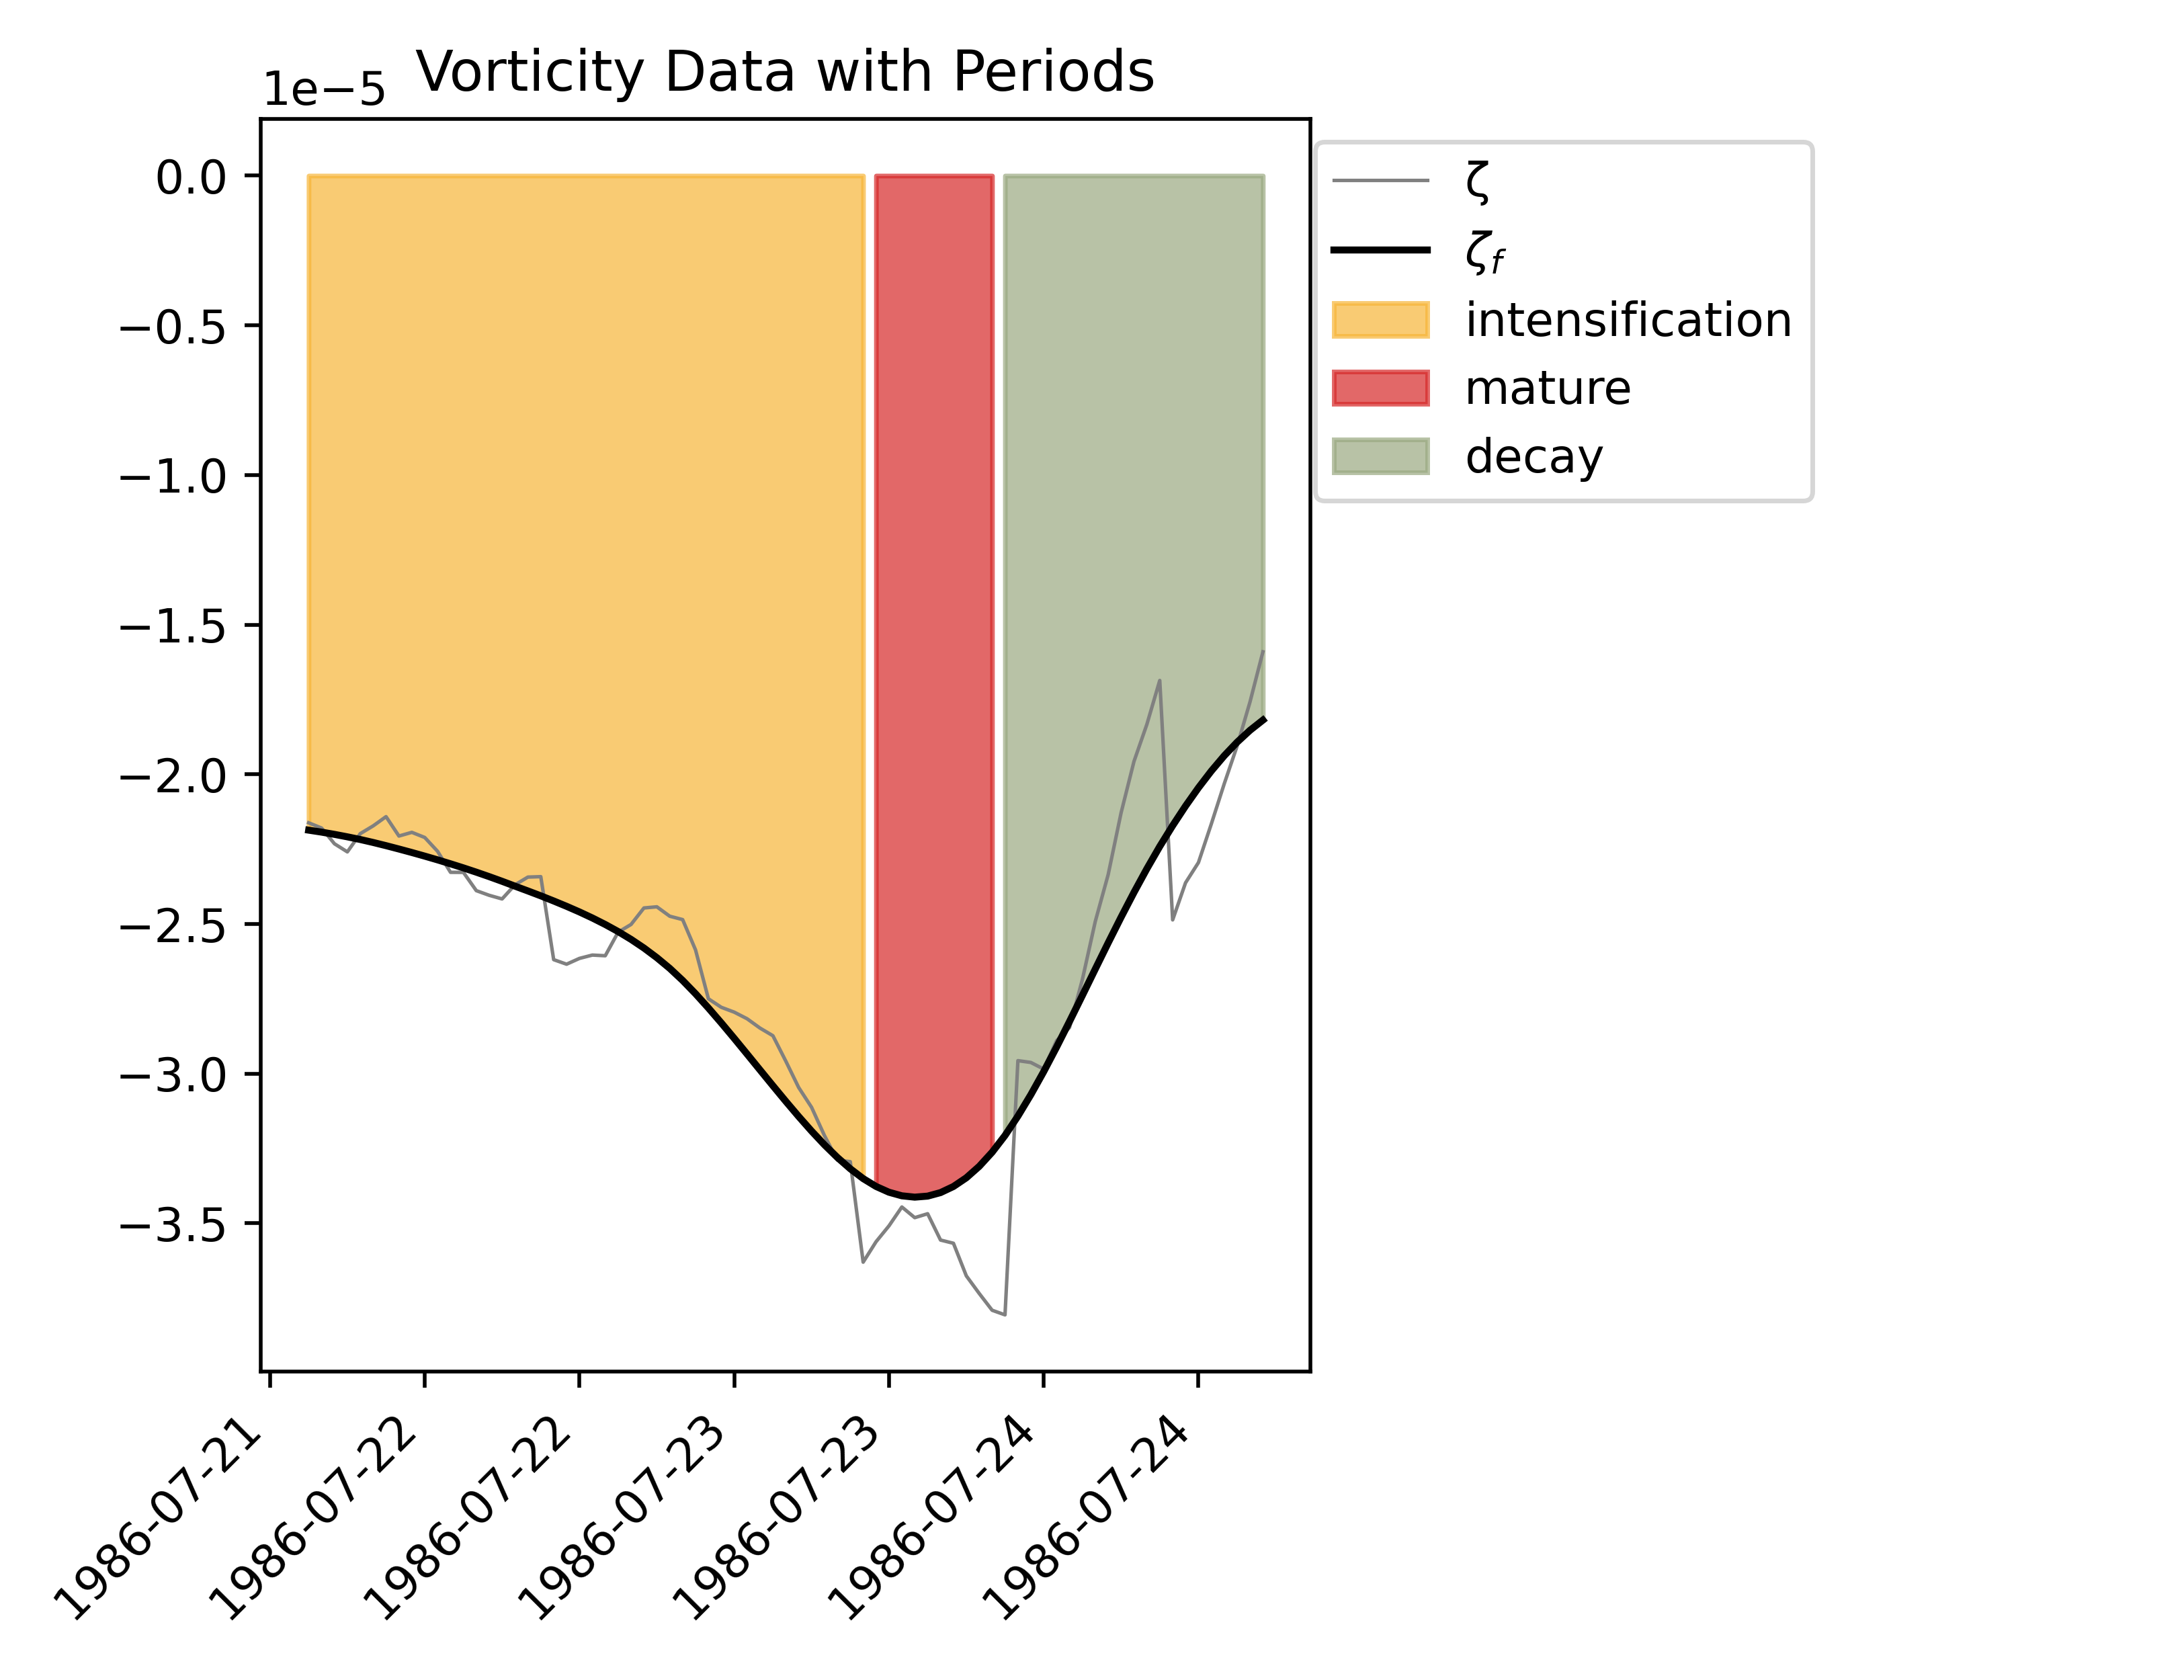 Vorticity Data with Periods
1e−5
0.0
−0.5
−1.0
−1.5
−2.0
−2.5
−3.0
−3.5
1986-07-21
1986-07-22
1986-07-22
1986-07-23
1986-07-23
1986-07-24
1986-07-24
ζ
ζf
intensification
mature
decay